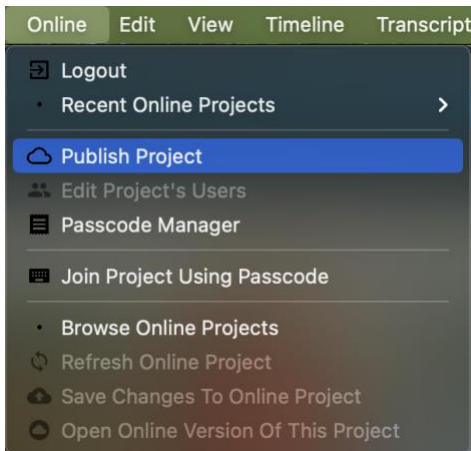 Online Edit View Timeline Transcript
Logout
Recent Online Projects
Publish Project
Edit Project's Users
Passcode Manager
Join Project Using Passcode
Browse Online Projects
Refresh Online Project
Save Changes To Online Project
Open Online Version Of This Project